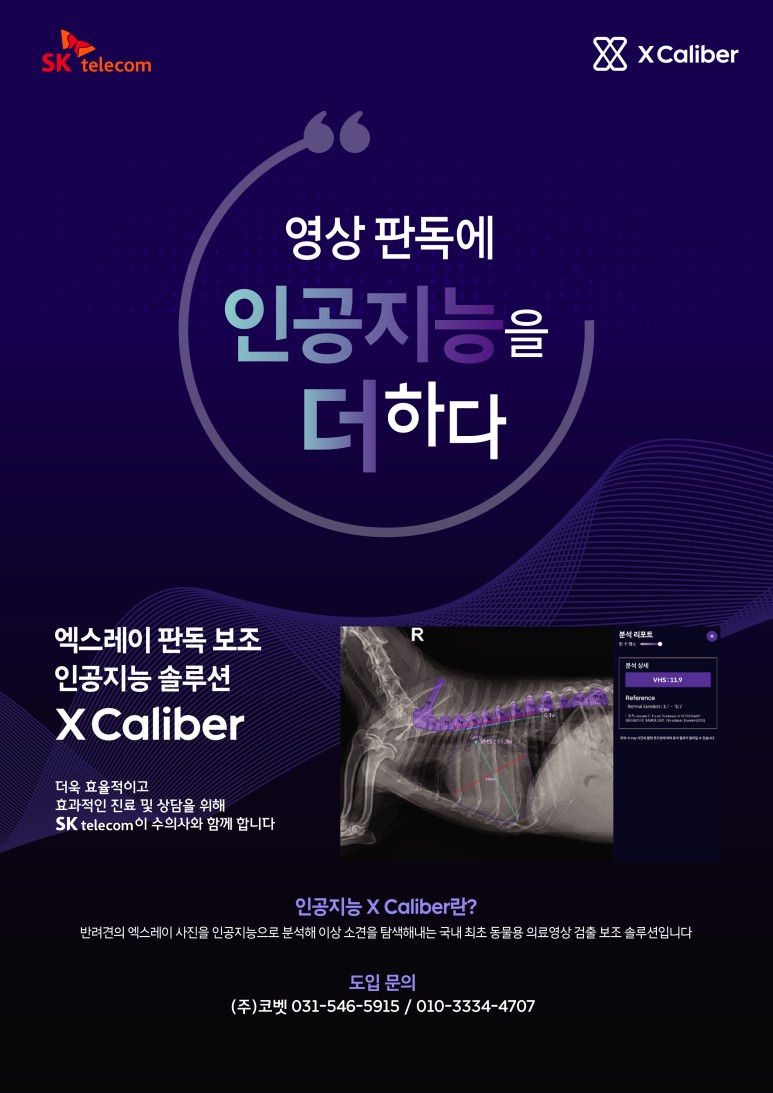 SK telecom
X Caliber
영상 판독에
인공지능을
더하다
엑스레이 판독 보조
인공지능 솔루션
X Caliber
더욱 효율적이고
효과적인 진료 및 상담을 위해
SK telecom이 수의사와 함께 합니다
R
VHS : 11.9v
분석 리포트
분석 상세
VHS : 11.9
Reference
인공지능 X Caliber란?
반려견의 엑스레이 사진을 인공지능으로 분석해 이상 소견을 탐색해내는 국내 최초 동물용 의료영상 검출 보조 솔루션입니다
도입 문의
(주)코벳 031-546-5915 / 010-3334-4707